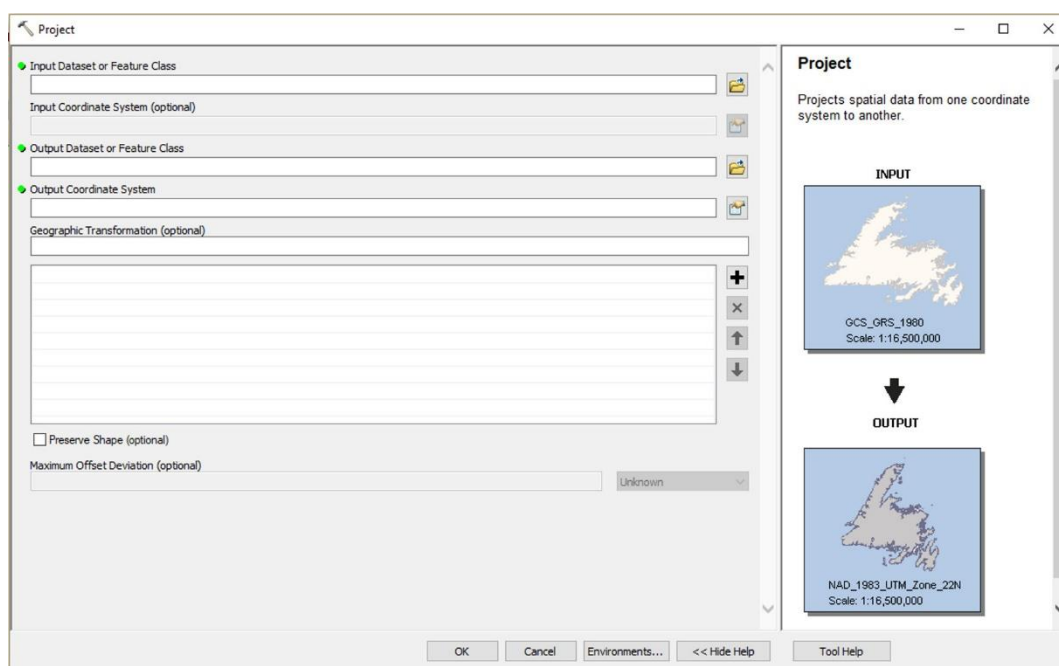 Project
Input Dataset or Feature Class
Input Coordinate System (optional)
Output Dataset or Feature Class
Output Coordinate System
Geographic Transformation (optional)
Preserve Shape (optional)
Maximum Offset Deviation (optional)
Unknown
Project
Projects spatial data from one coordinate
system to another.
INPUT
GCS_GRS_1980
Scale: 1:16,500,000
OUTPUT
NAD_1983_UTM_Zone_22N
Scale: 1:16,500,000
OK
Cancel
Environments...
<< Hide Help
Tool Help